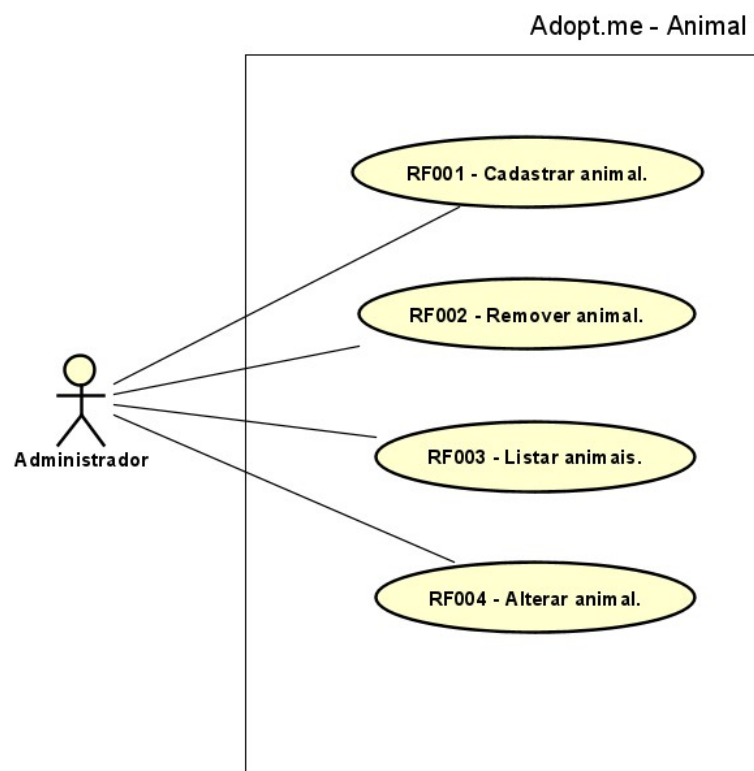 Adopt.me - Animal
RF001 - Cadastrar animal.
RF002 - Remover animal.
RF003 - Listar animais.
RF004 - Alterar animal.
Administrador